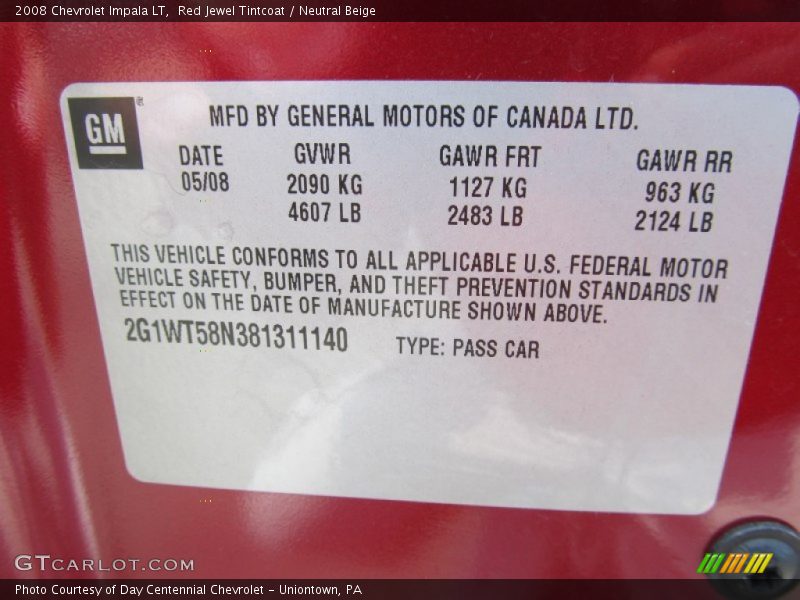 2008 Chevrolet Impala LT, Red Jewel Tintcoat / Neutral Beige
GM
MFD BY GENERAL MOTORS OF CANADA LTD.
DATE GVWR GAWR FRT GAWR RR
05/08 2090 KG 1127 KG 963 KG
4607 LB 2483 LB 2124 LB
THIS VEHICLE CONFORMS TO ALL APPLICABLE U.S. FEDERAL MOTOR
VEHICLE SAFETY, BUMPER, AND THEFT PREVENTION STANDARDS IN
EFFECT ON THE DATE OF MANUFACTURE SHOWN ABOVE.
2G1WT58N381311140 TYPE: PASS CAR
GTCARLOT.COM
Photo Courtesy of Day Centennial Chevrolet - Uniontown, PA